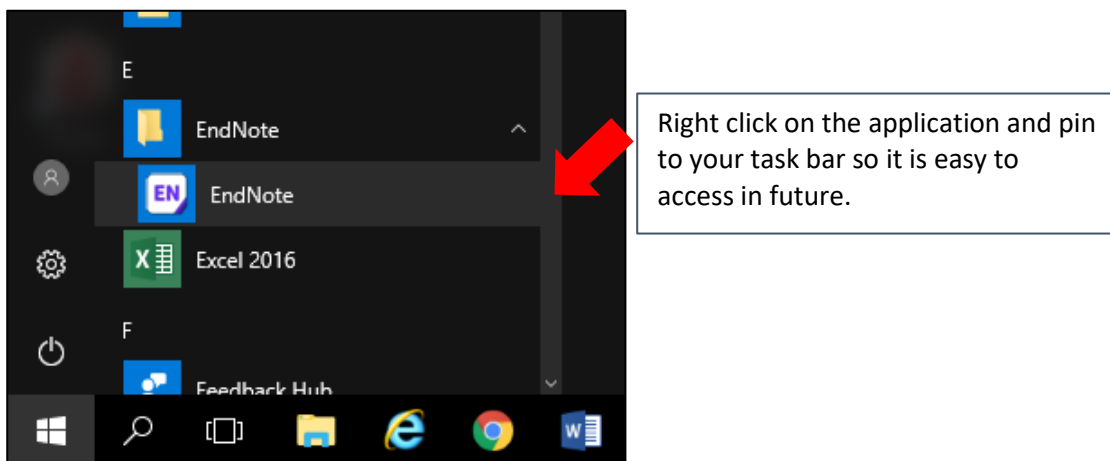 E
EndNote
EN
EndNote
X
Excel 2016
F
Feedback Hub
W
Right click on the application and pin
to your task bar so it is easy to
access in future.